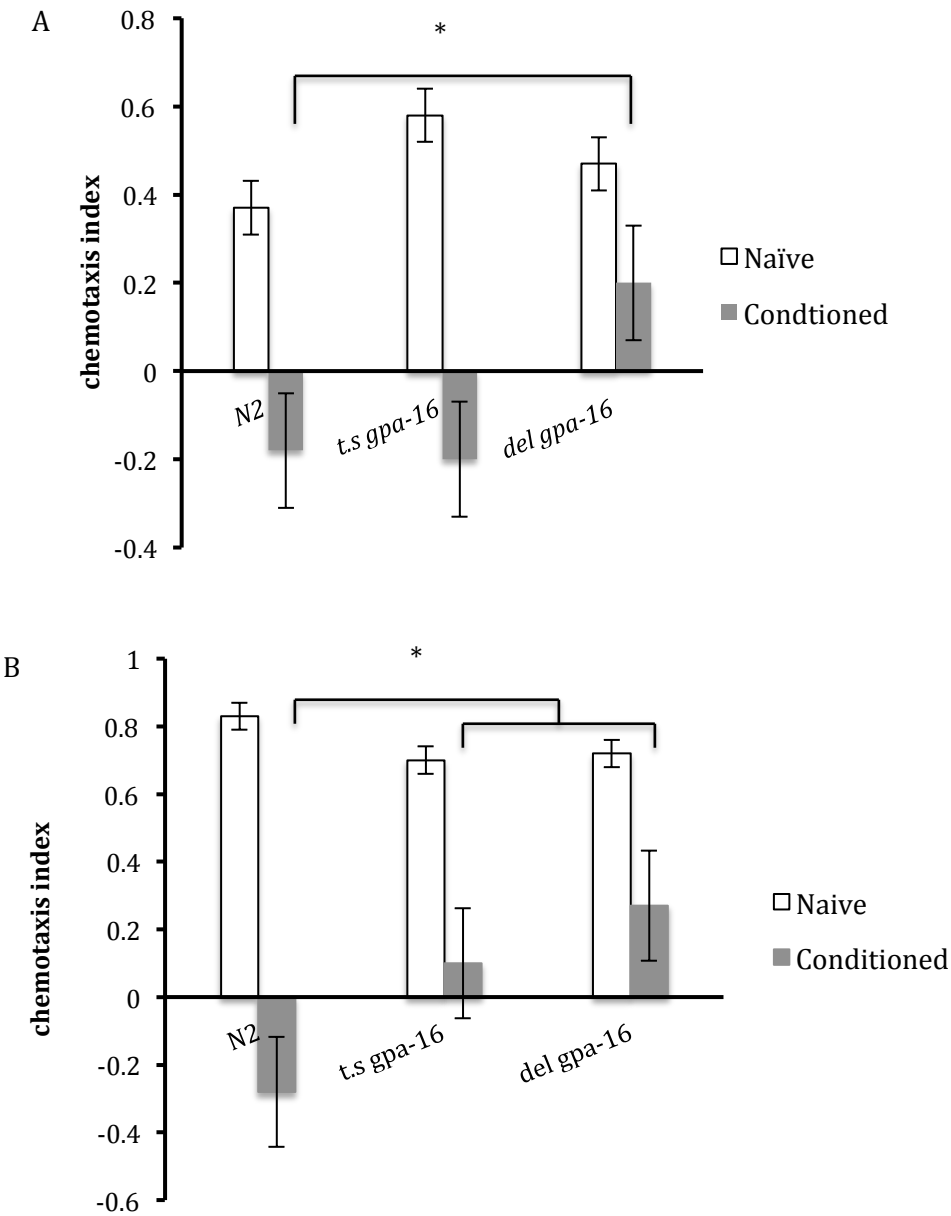 A
0.8
*
0.6
0.4
0.2
0
-0.2
-0.4
chemotaxis index
N2
t.s gpa-16
del gpa-16
Naïve
Condtioned
B
1
*
0.8
0.6
0.4
0.2
0
-0.2
-0.4
-0.6
chemotaxis index
N2
t.s gpa-16
del gpa-16
Naive
Conditioned